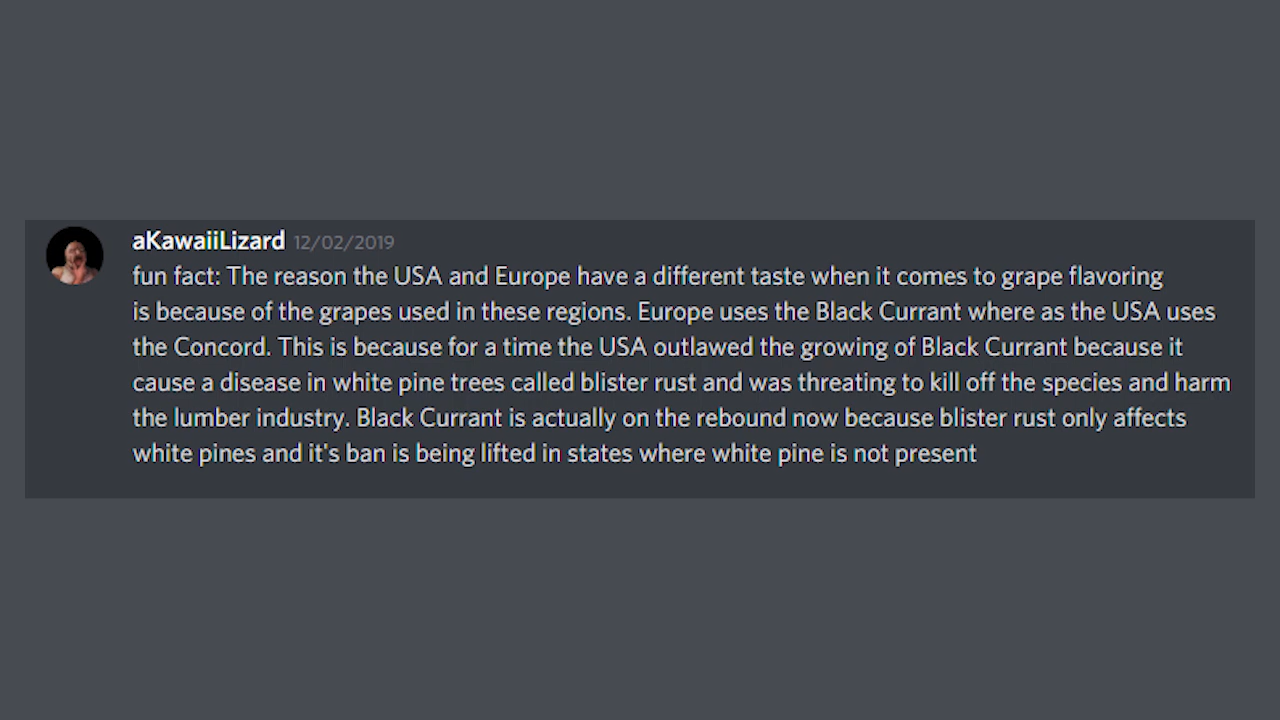 aKawaiiLizard 12/02/2019
fun fact: The reason the USA and Europe have a different taste when it comes to grape flavoring
is because of the grapes used in these regions. Europe uses the Black Currant where as the USA uses
the Concord. This is because for a time the USA outlawed the growing of Black Currant because it
cause a disease in white pine trees called blister rust and was threating to kill off the species and harm
the lumber industry. Black Currant is actually on the rebound now because blister rust only affects
white pines and it's ban is being lifted in states where white pine is not present